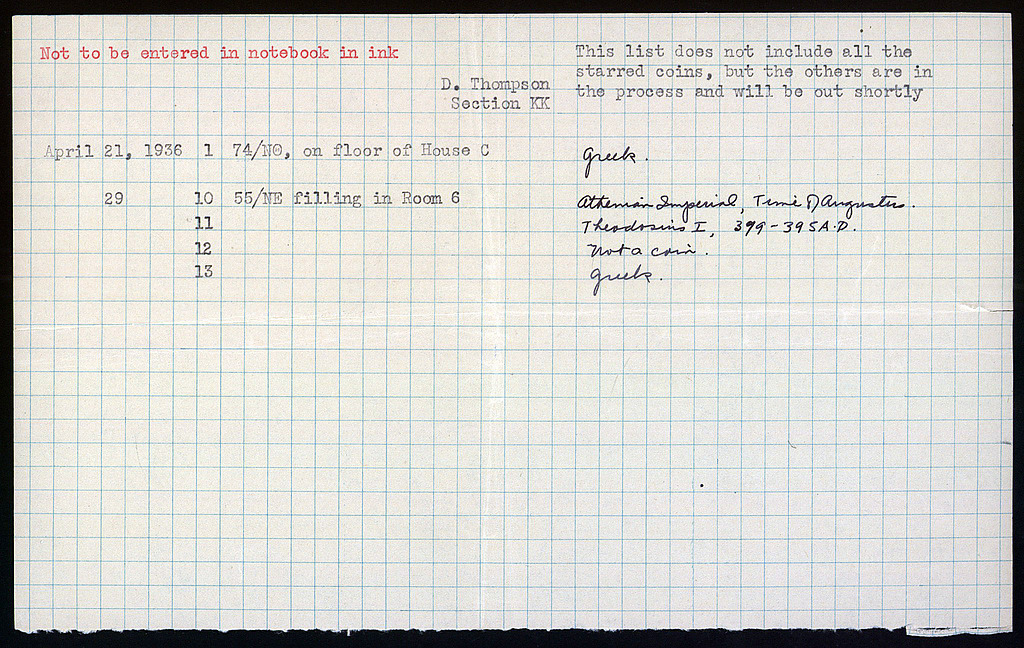 Not to be entered in notebook in ink
This list does not include all the
starred coins, but the others are in
the process and will be out shortly
D. Thompson
Section KK
April 21, 1936 1 74/ΝΘ, on floor of House C Greek.
29 10 55/ΝΕ filling in Room 6 Athenian Imperial, Time of Augustus.
11 Theodosius I, 379-395 A.D.
12 Not a coin.
13 Greek.